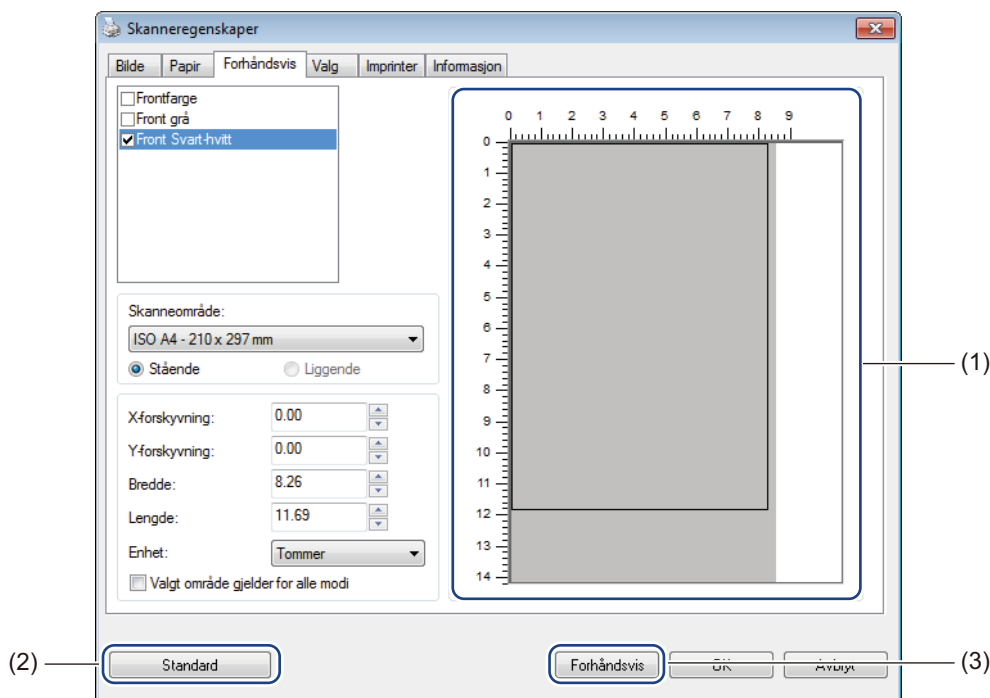 Skanneregenskaper
Bilde Papir Forhåndsvis Valg Imprinter Informasjon
Frontfarge
Front grå
Front Svart-hvitt
Skanneområde:
ISO A4 - 210 x 297 mm
Stående Liggende
X-forskyvning: 0.00
Y-forskyvning: 0.00
Bredde: 8.26
Lengde: 11.69
Enhet: Tommer
Valgt område gjelder for alle modi
0 1 2 3 4 5 6 7 8 9
0
1
2
3
4
5
6
7
8
9
10
11
12
13
14
(1)
(2) Standard Forhåndsvis OK Avbryt (3)